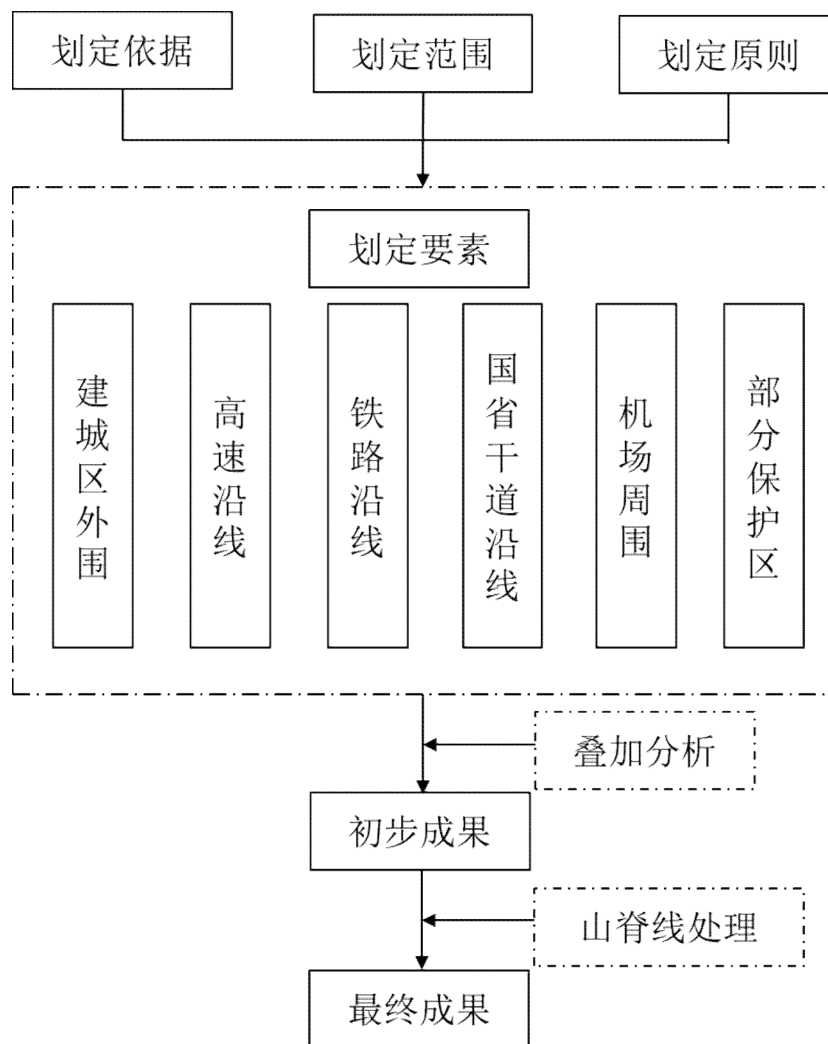 划定依据
划定范围
划定原则
划定要素
建城区外围
高速沿线
铁路沿线
国省干道沿线
机场周围
部分保护区
叠加分析
初步成果
山脊线处理
最终成果